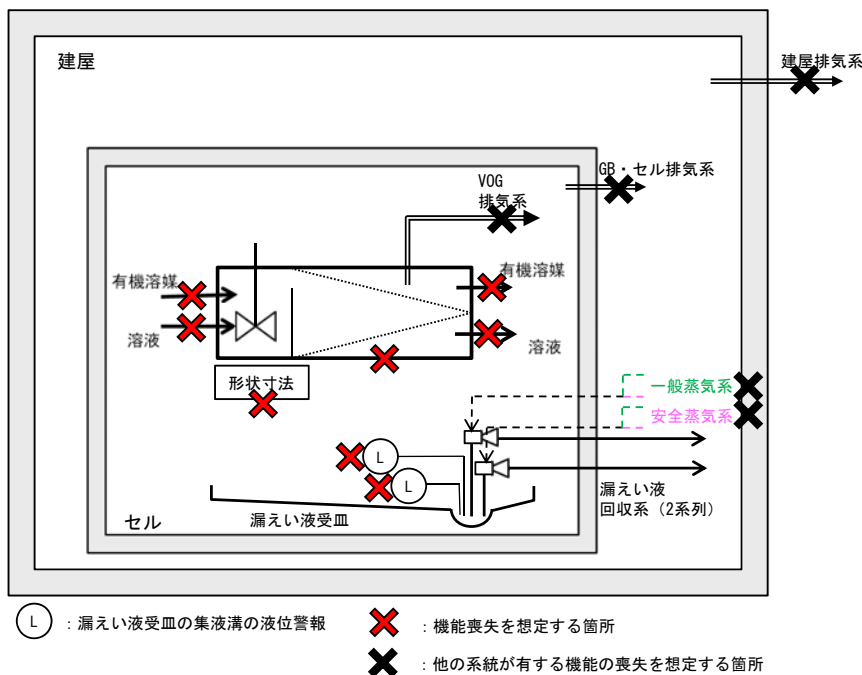 建屋
建屋排気系
GB・セル排気系
VOG
排気系
有機溶媒
溶液
有機溶媒
溶液
形状寸法
一般蒸気系
安全蒸気系
L
L
漏えい液
回収系（2系列）
漏えい液受皿
セル
L ：漏えい液受皿の集液溝の液位警報
：機能喪失を想定する箇所
：他の系統が有する機能の喪失を想定する箇所